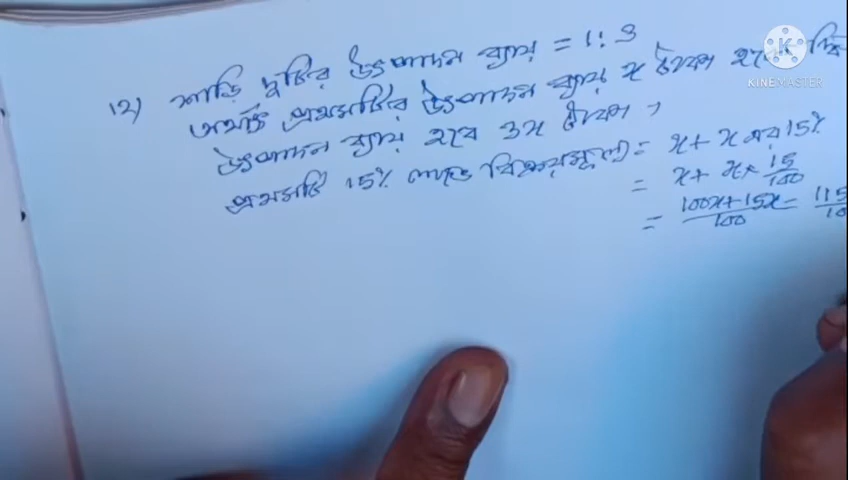 12) শাড়ি দুটির উৎপাদন ব্যয় = 1:3
অর্থাৎ প্রথমটির উৎপাদন ব্যয় x টাকা হলে
উৎপাদন ব্যয় হবে 3x টাকা,
প্রথমটি 15% লাভে বিক্রয়মূল্য = x + x এর 15%
= x + x × 15/100
= 100x+15x/100 = 115
KINEMASTER